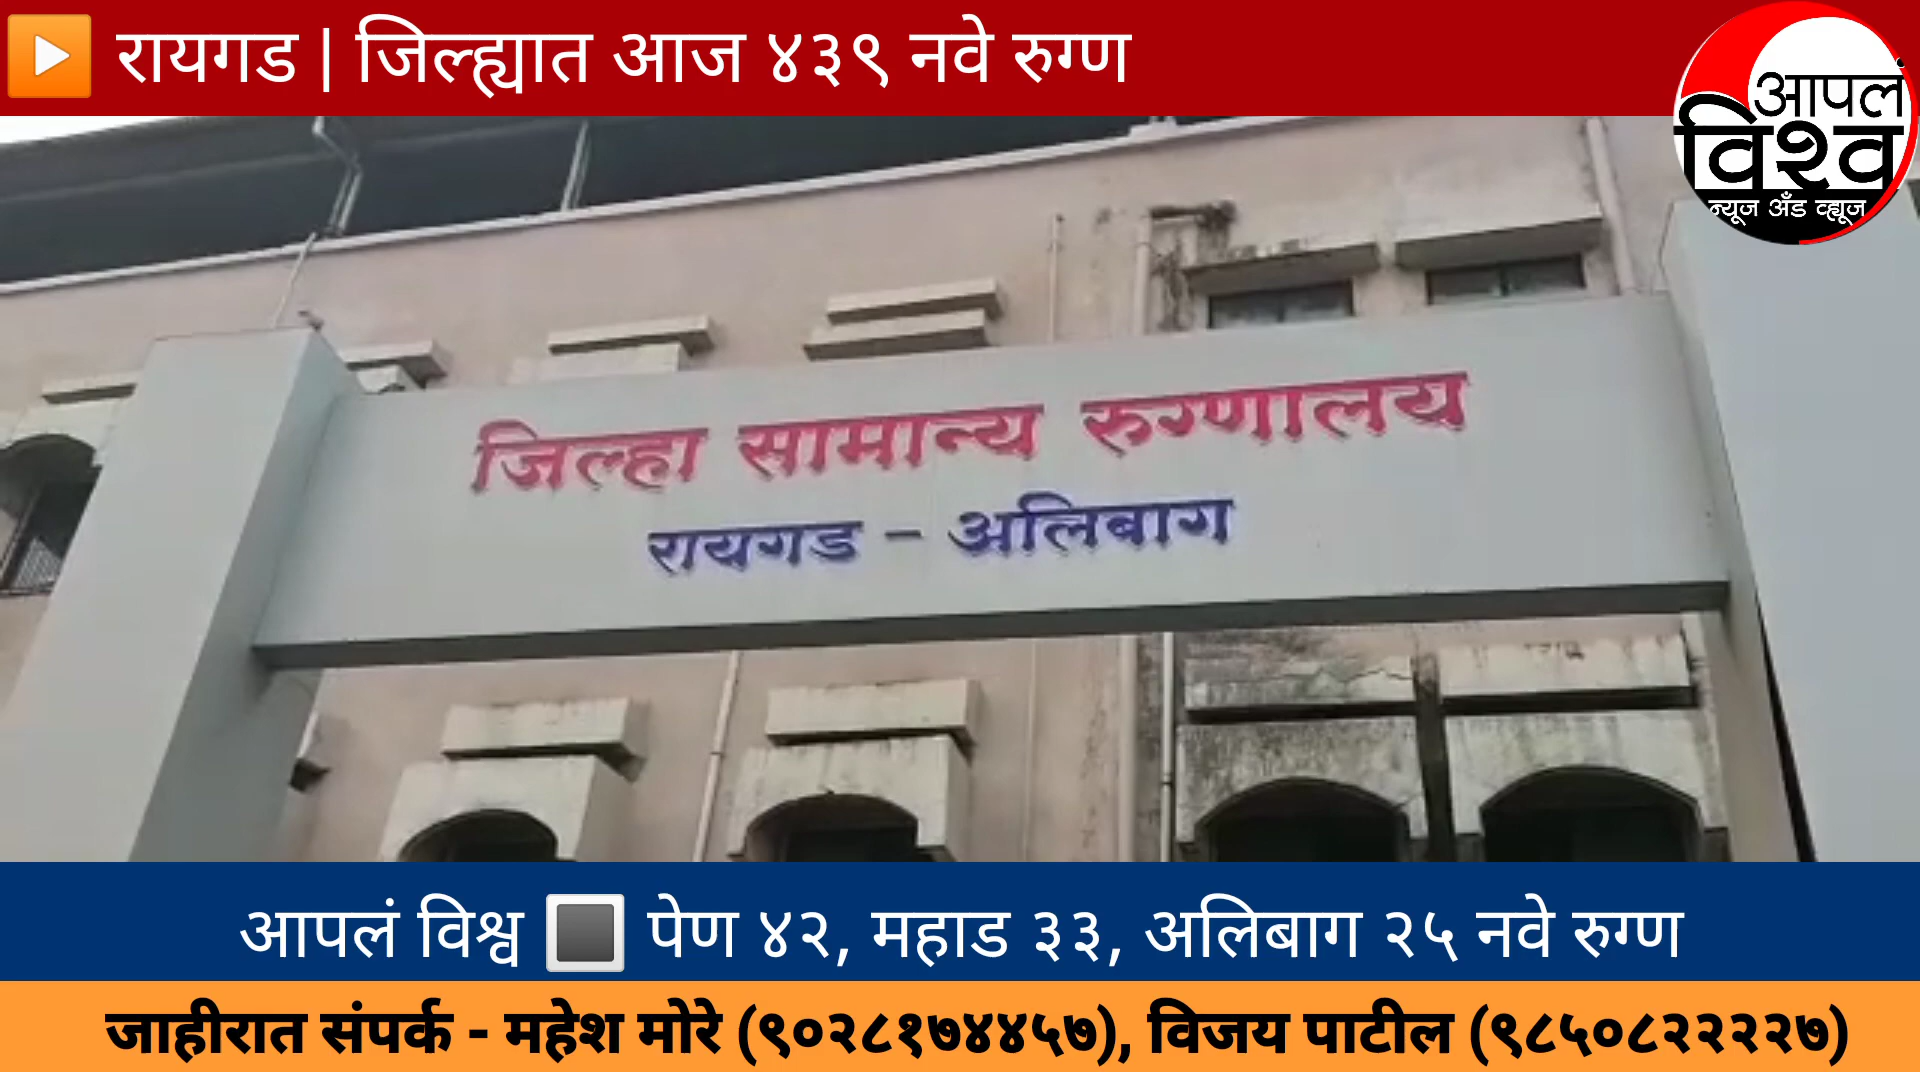 रायगड | जिल्ह्यात आज ४३९ नवे रुग्ण
आपलं
विश्व
न्यूज अँड व्ह्यूज
जिल्हा सामान्य रुग्णालय
रायगड - अलिबाग
आपलं विश्व 🔳 पेण ४२, महाड ३३, अलिबाग २५ नवे रुग्ण
जाहीरात संपर्क - महेश मोरे (९०२८१७४४५७), विजय पाटील (९८५०८२२२२७)